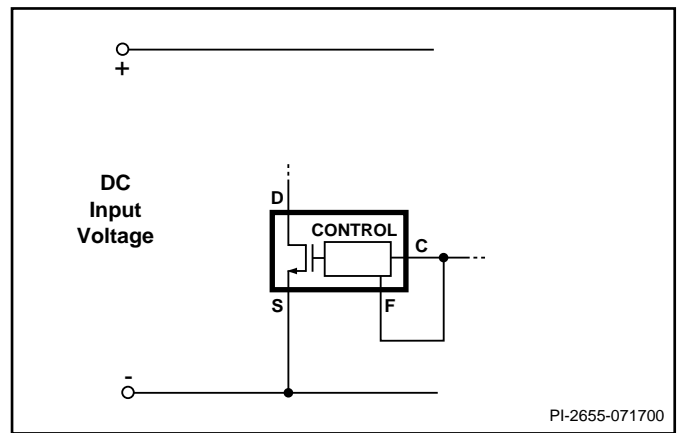 +
DC
Input
Voltage
D
CONTROL
C
S
F
-
PI-2655-071700